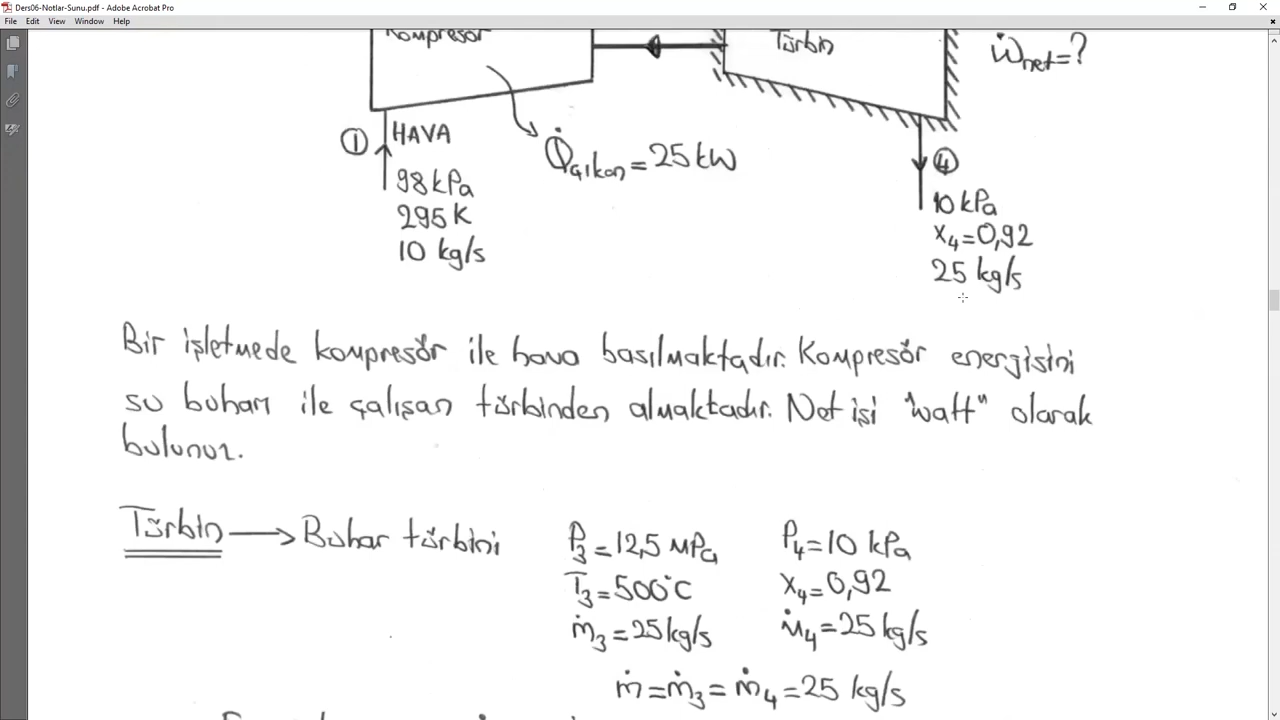 Ders06-Notlar-Sunu.pdf - Adobe Acrobat Pro
File Edit View Window Help
Kompresör
Türbin
Ẇnet=?
① HAVA
98 kPa
295 K
10 kg/s
Q̇çıkan=25 kW
④
10 kPa
x4=0,92
25 kg/s
Bir işletmede kompresör ile hava basılmaktadır. Kompresör energisini
su buharı ile çalışan türbinden almaktadır. Net işi "watt" olarak
bulunuz.
Türbin → Buhar türbini
P3=12,5 MPa
T3=500°C
ṁ3=25kg/s
P4=10 kPa
x4=0,92
ṁ4=25 kg/s
ṁ=ṁ3=ṁ4=25 kg/s